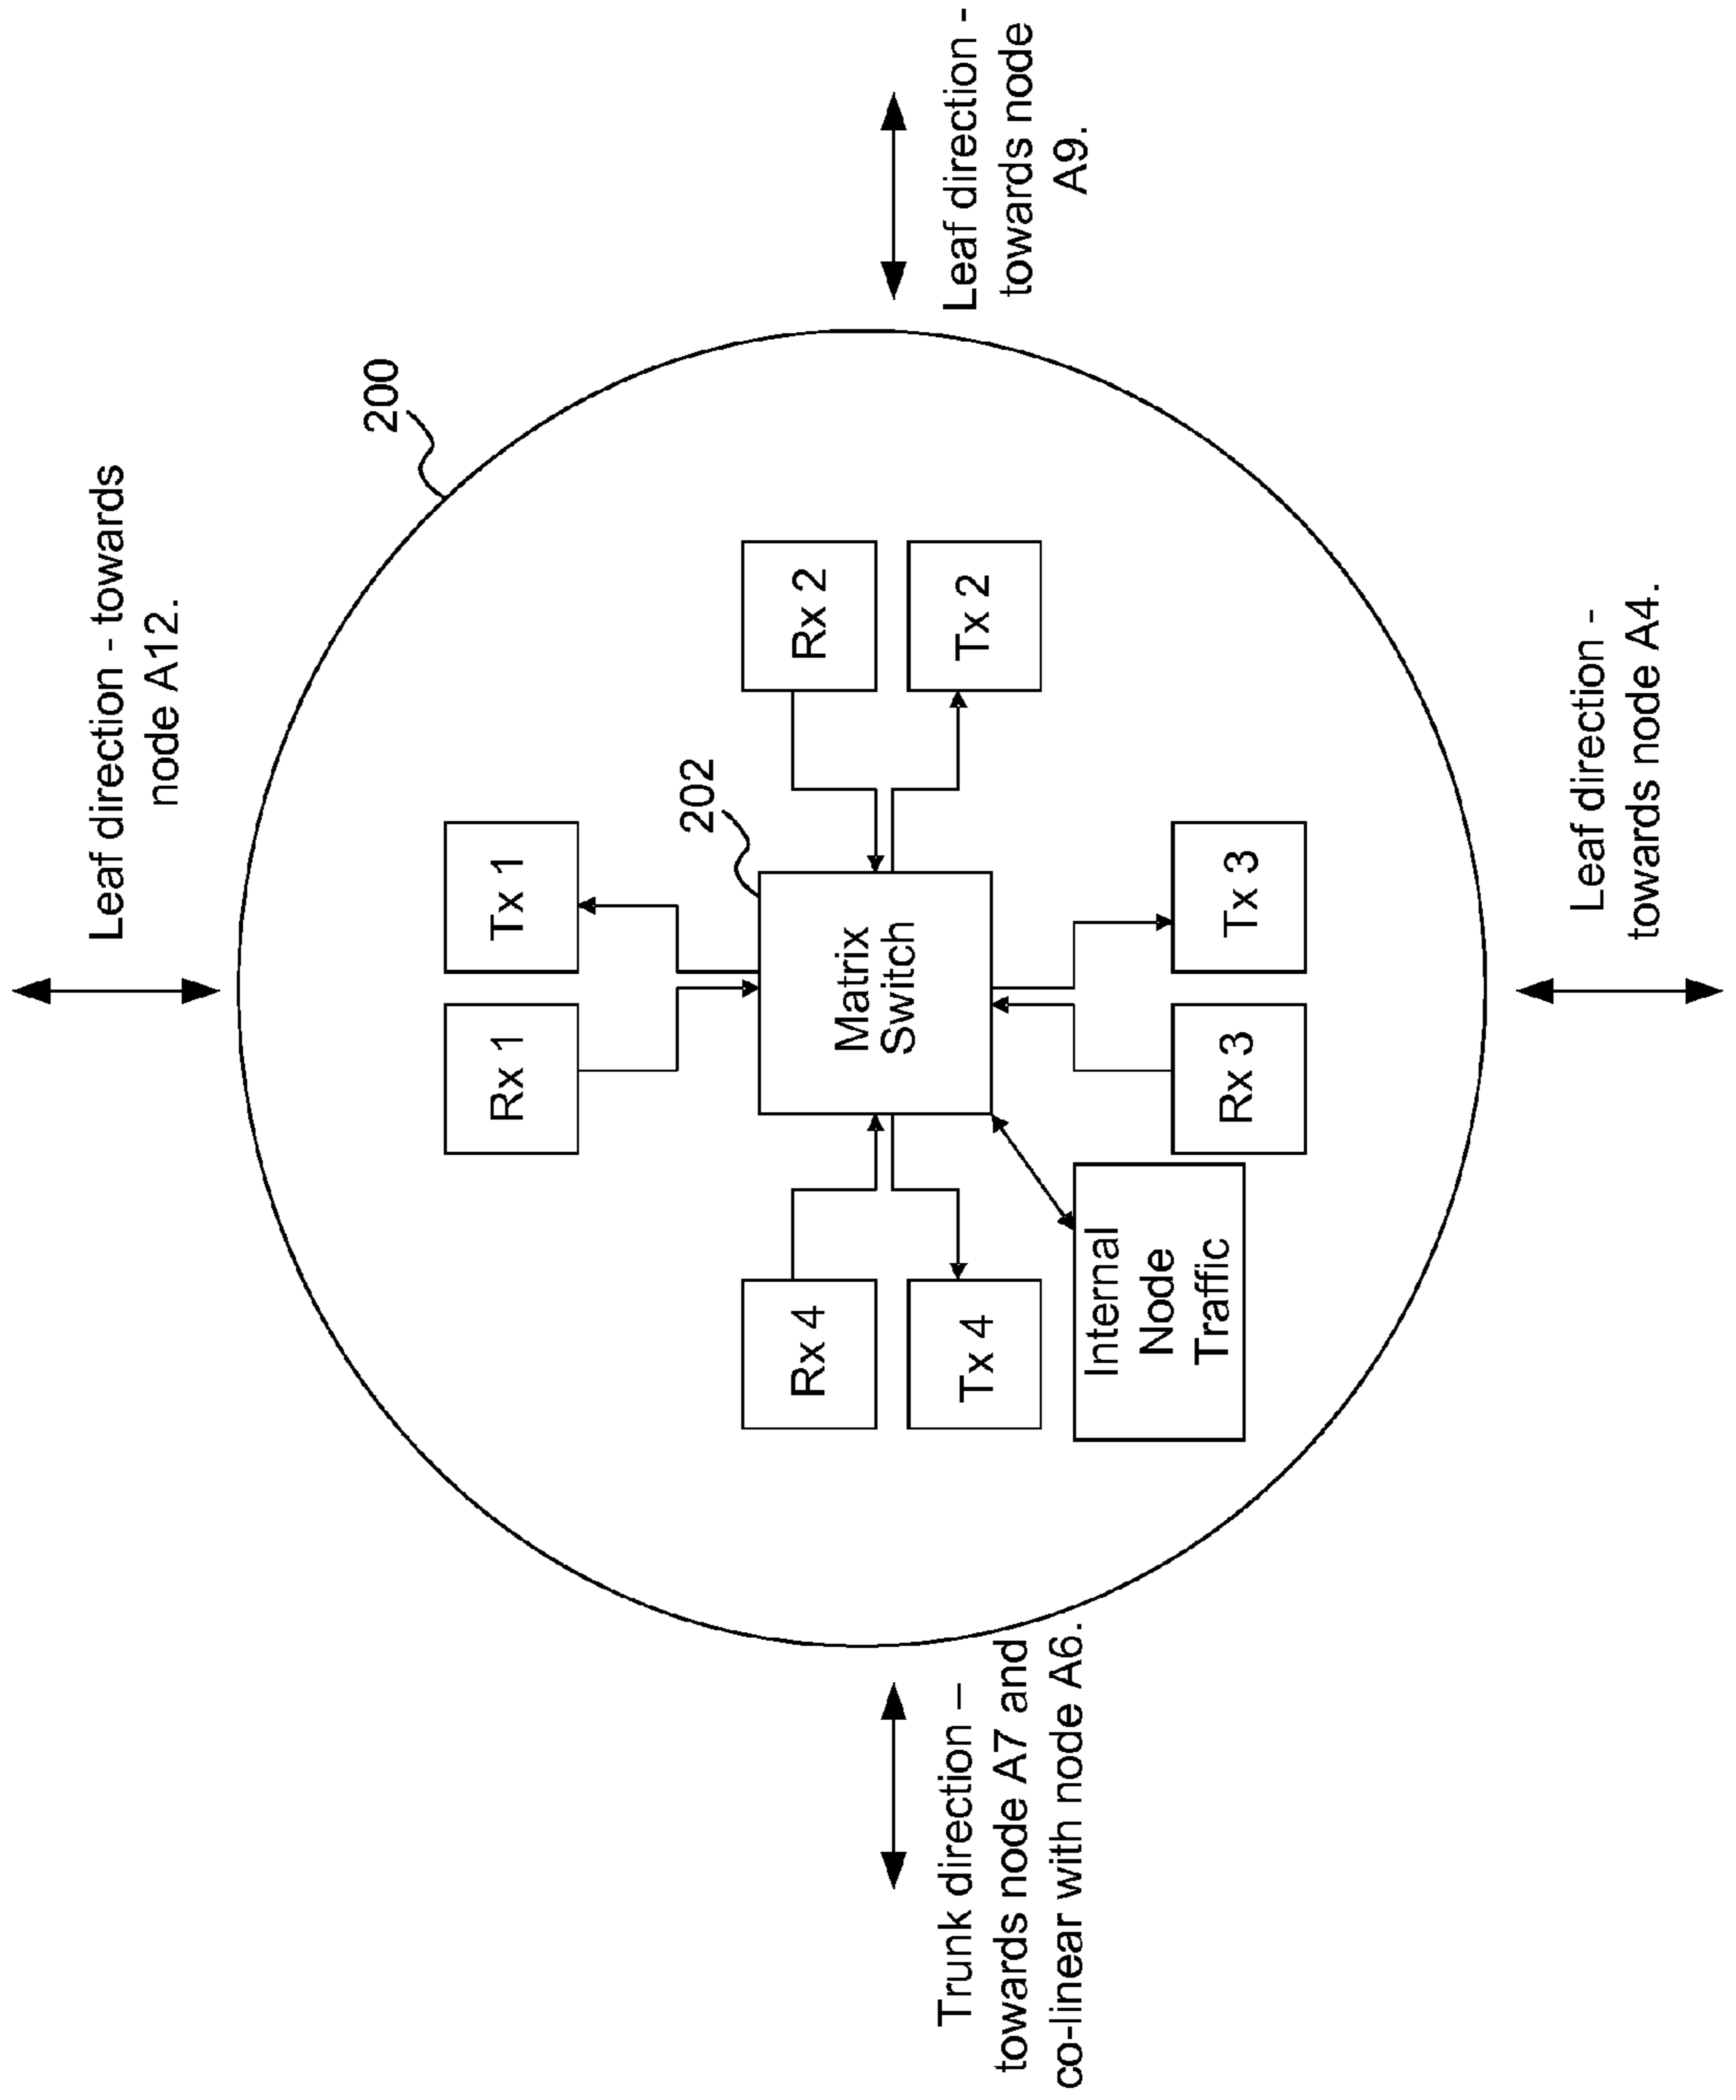 Leaf direction - towards
node A12.
200
Tx 1
Rx 1
202
Rx 4
Tx 4
Matrix
Switch
Rx 2
Tx 2
Internal
Node
Traffic
Rx 3
Tx 3
Trunk direction –
towards node A7 and
co-linear with node A6.
Leaf direction -
towards node
A9.
Leaf direction -
towards node A4.